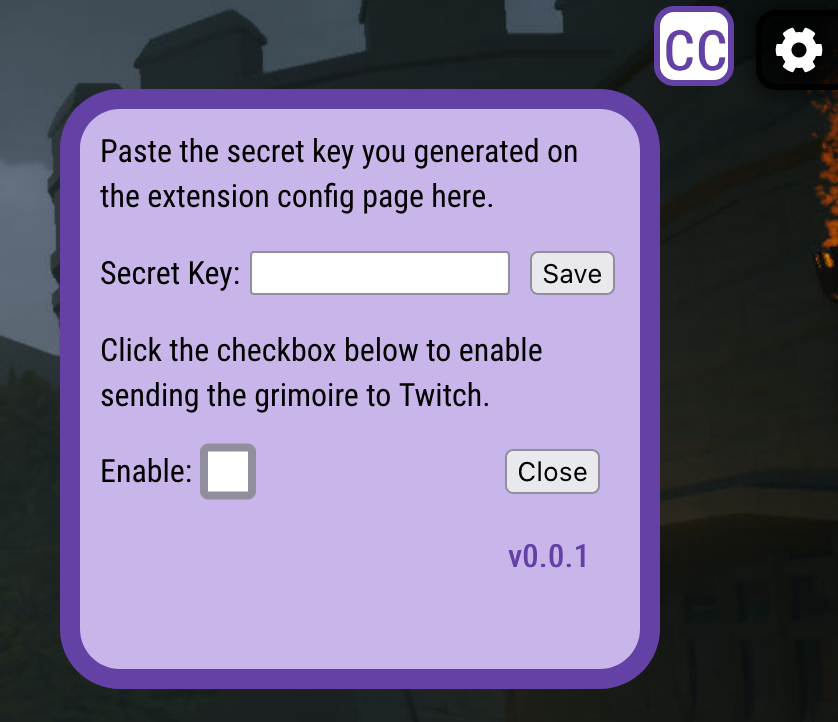 CC
Paste the secret key you generated on
the extension config page here.
Secret Key: Save
Click the checkbox below to enable
sending the grimoire to Twitch.
Enable: Close
v0.0.1